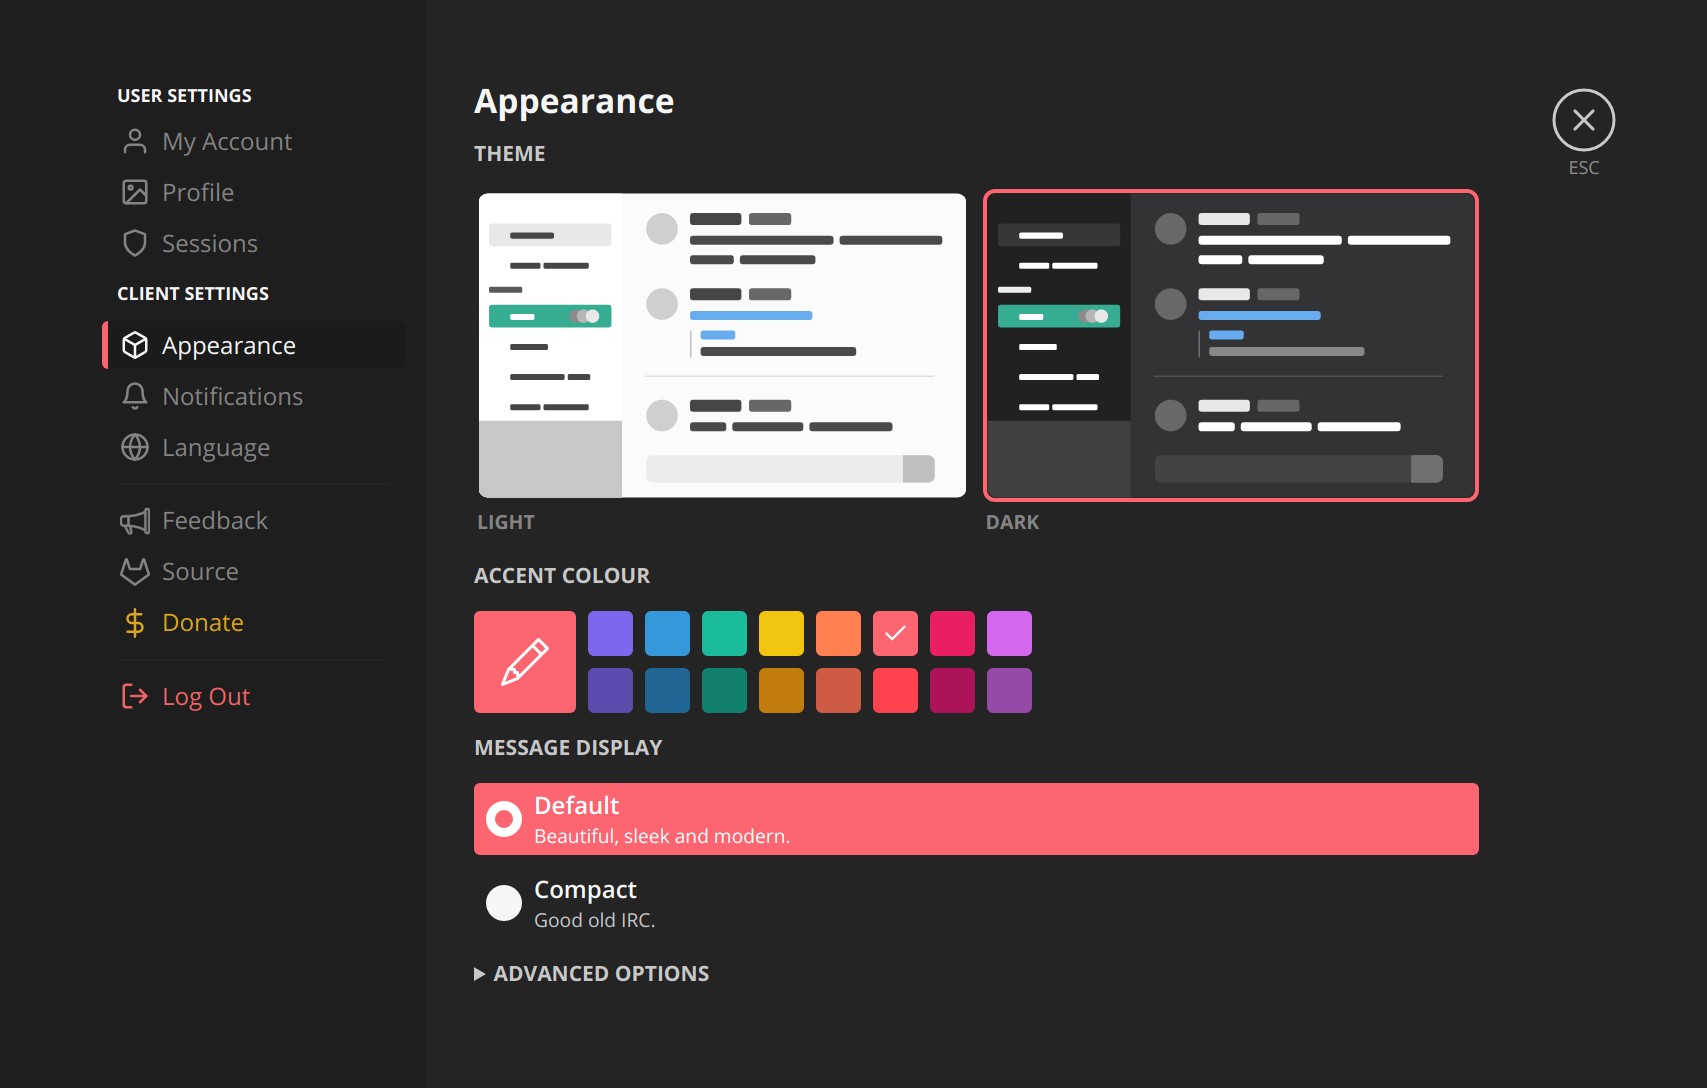 USER SETTINGS
My Account
Profile
Sessions
CLIENT SETTINGS
Appearance
Notifications
Language
Feedback
Source
Donate
Log Out
Appearance
THEME
LIGHT
DARK
ACCENT COLOUR
MESSAGE DISPLAY
Default
Beautiful, sleek and modern.
Compact
Good old IRC.
ADVANCED OPTIONS
ESC